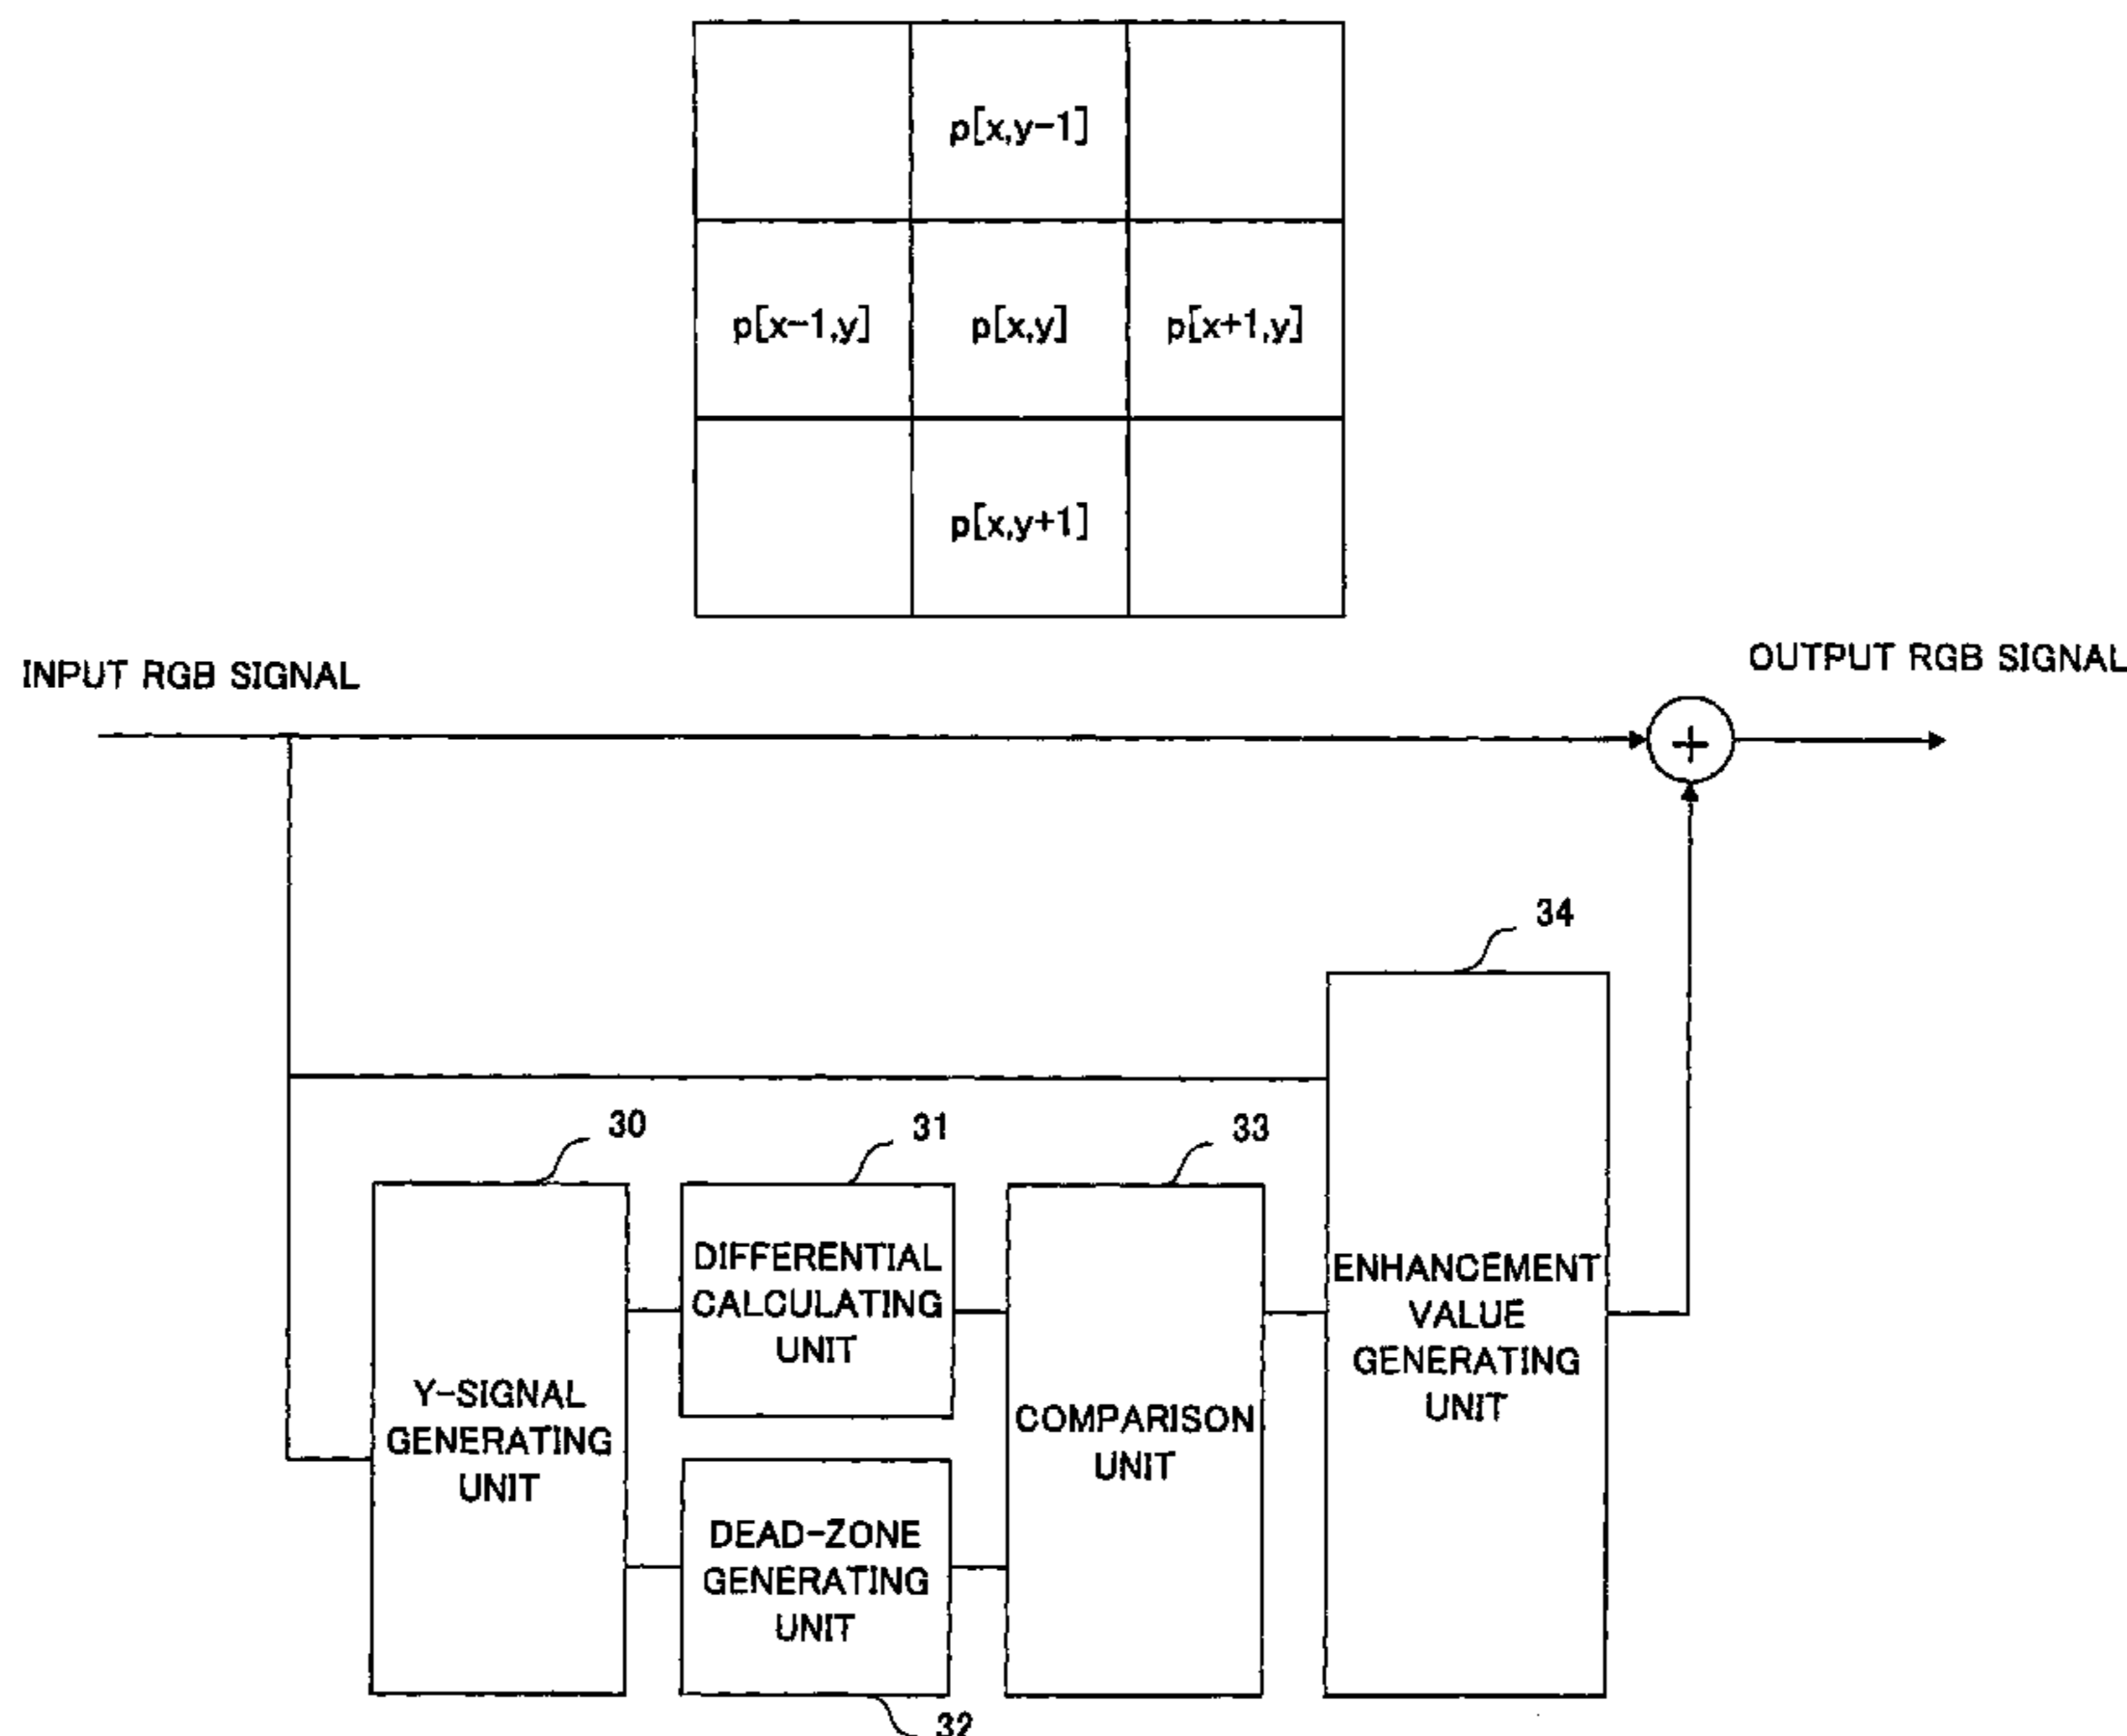 p[x,y-1]
p[x-1,y]
p[x,y]
p[x+1,y]
p[x,y+1]
INPUT RGB SIGNAL
OUTPUT RGB SIGNAL
+
34
30
31
33
Y-SIGNAL
GENERATING
UNIT
DIFFERENTIAL
CALCULATING
UNIT
DEAD-ZONE
GENERATING
UNIT
COMPARISON
UNIT
ENHANCEMENT
VALUE
GENERATING
UNIT
32